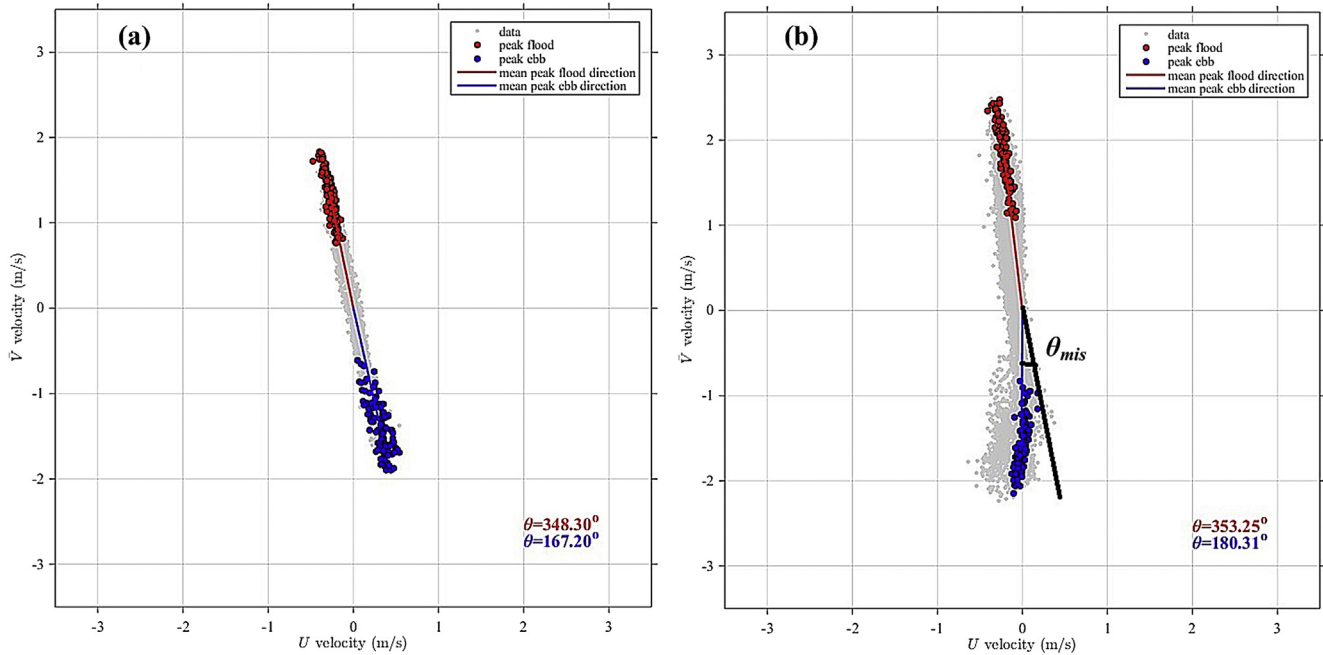 (a)
data
peak flood
peak ebb
mean peak flood direction
mean peak ebb direction
3
2
1
0
-1
-2
-3
V̄ velocity (m/s)
θ=348.30°
θ=167.20°
-3
-2
-1
0
1
2
3
U velocity (m/s)
(b)
data
peak flood
peak ebb
mean peak flood direction
mean peak ebb direction
3
2
1
0
-1
-2
-3
V̄ velocity (m/s)
θmis
θ=353.25°
θ=180.31°
-3
-2
-1
0
1
2
3
U velocity (m/s)